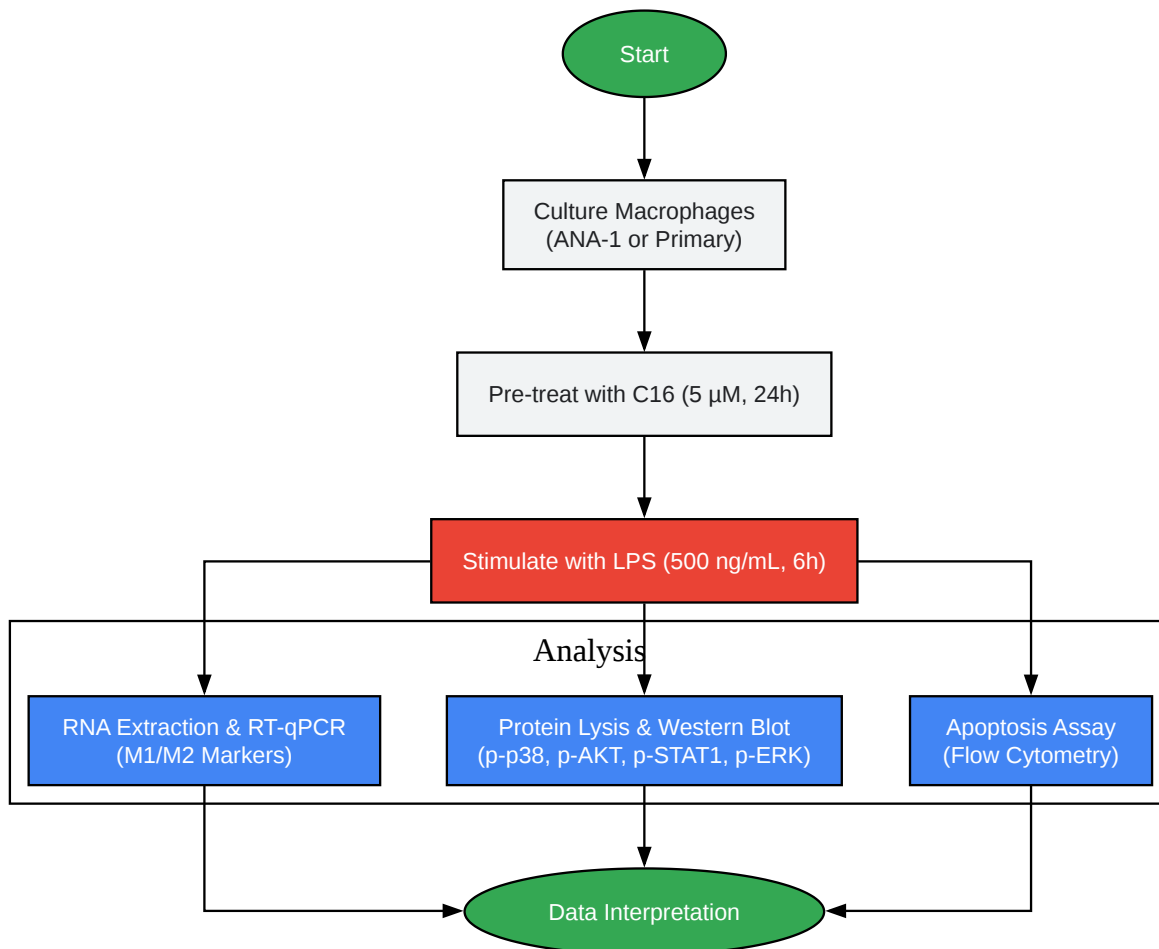 Start
Culture Macrophages
(ANA-1 or Primary)
Pre-treat with C16 (5 µM, 24h)
Stimulate with LPS (500 ng/mL, 6h)
Analysis
RNA Extraction & RT-qPCR
(M1/M2 Markers)
Protein Lysis & Western Blot
(p-p38, p-AKT, p-STAT1, p-ERK)
Apoptosis Assay
(Flow Cytometry)
Data Interpretation